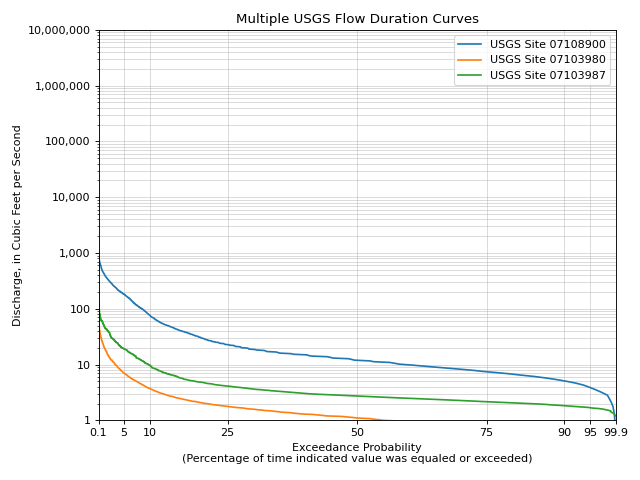 Multiple USGS Flow Duration Curves
USGS Site 07108900
USGS Site 07103980
USGS Site 07103987
Discharge, in Cubic Feet per Second
10,000,000
1,000,000
100,000
10,000
1,000
100
10
1
0.1 5 10 25 50 75 90 95 99.9
Exceedance Probability
(Percentage of time indicated value was equaled or exceeded)